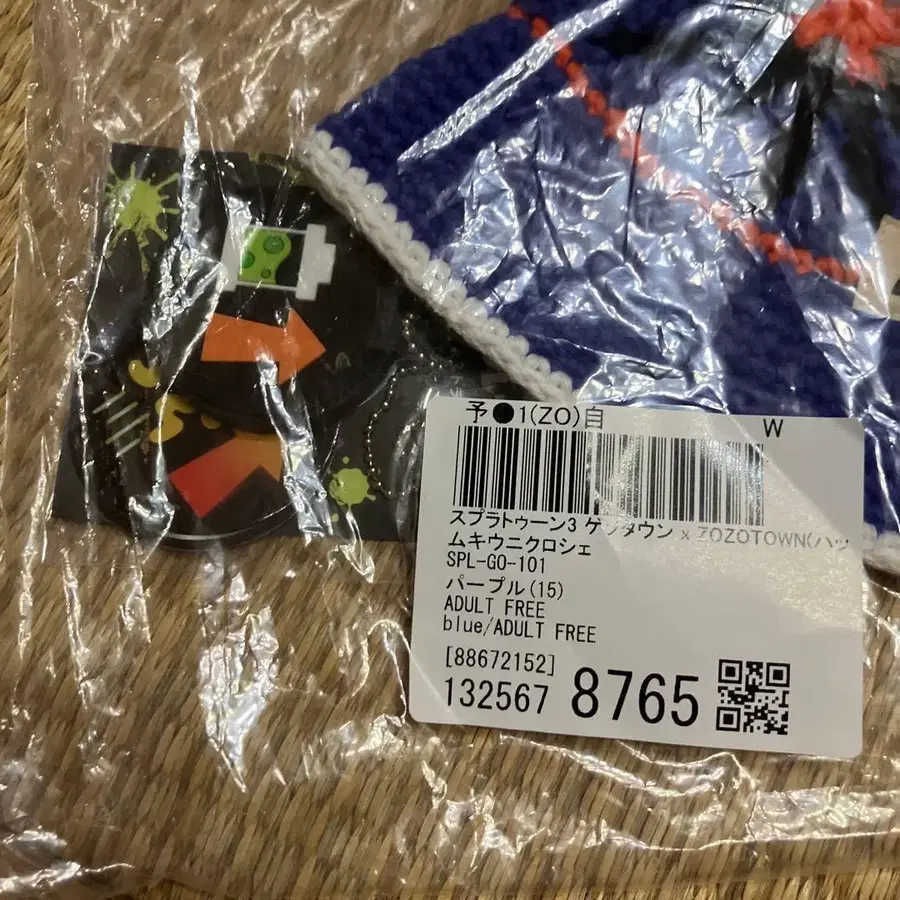 予●1(ZO)自 W
スプラトゥーン3 ゲソタウン x ZOZOTOWN(ハッ
ムキウニクロシェ
SPL-GO-101
パープル(15)
ADULT FREE
blue/ADULT FREE
[88672152]
132567 8765